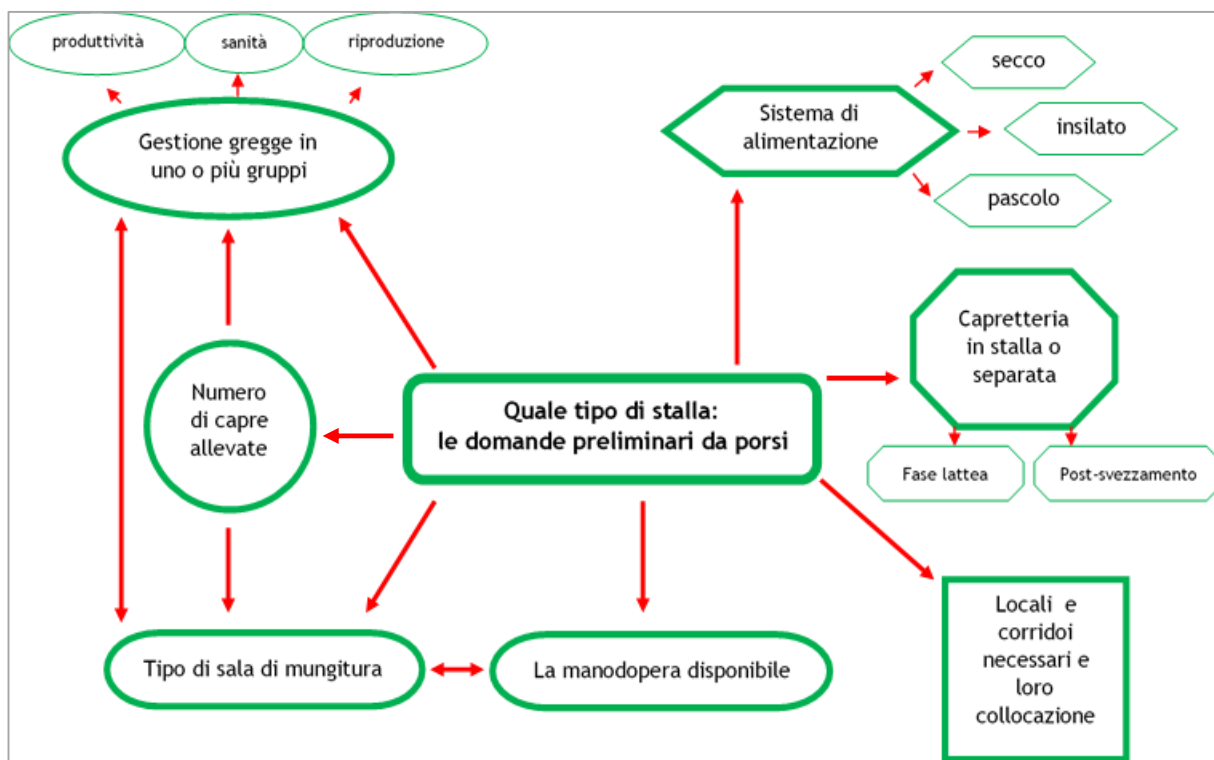 produttività
sanità
riproduzione
Gestione gregge in
uno o più gruppi
Sistema di
alimentazione
secco
insilato
pascolo
Capretteria
in stalla o
separata
Fase lattea
Post-svezzamento
Numero
di capre
allevate
Quale tipo di stalla:
le domande preliminari da porsi
Tipo di sala di mungitura
La manodopera disponibile
Locali e
corridoi
necessari e
loro
collocazione